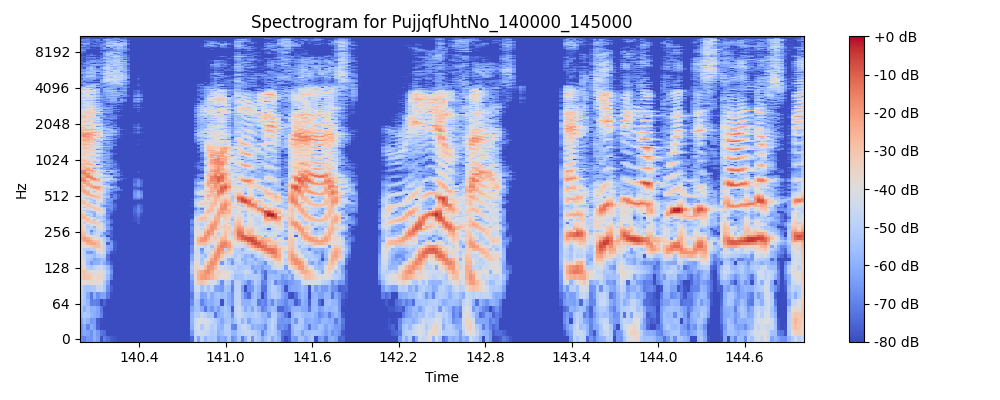 Spectrogram for PujjqfUhtNo_140000_145000
Hz
8192
4096
2048
1024
512
256
128
64
0
140.4 141.0 141.6 142.2 142.8 143.4 144.0 144.6
Time
+0 dB
-10 dB
-20 dB
-30 dB
-40 dB
-50 dB
-60 dB
-70 dB
-80 dB